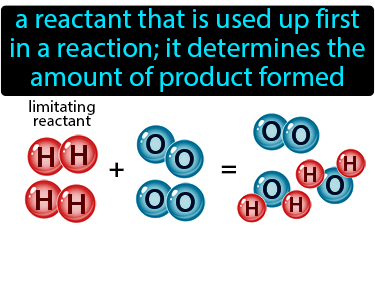 a reactant that is used up first
in a reaction; it determines the
amount of product formed
limitating
reactant
H H O O O O H
H
+ = O H O
H H O O H H